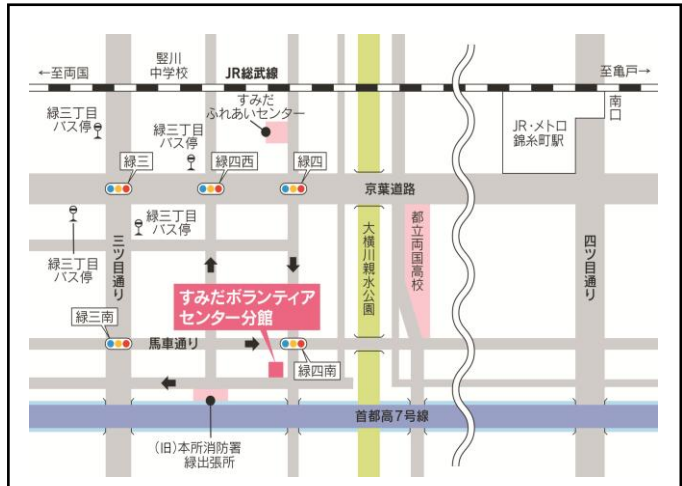 ←至両国
竪川
中学校
JR総武線
至亀戸→
緑三丁目
バス停
緑三丁目
バス停
すみだ
ふれあいセンター
南口
JR・メトロ
錦糸町駅
緑三
緑四西
緑四
京葉道路
緑三丁目
バス停
緑三丁目
バス停
三ツ目通り
大横川親水公園
都立両国高校
四ツ目通り
すみだボランティア
センター分館
緑三南
馬車通り
緑四南
首都高7号線
(旧)本所消防署
緑出張所